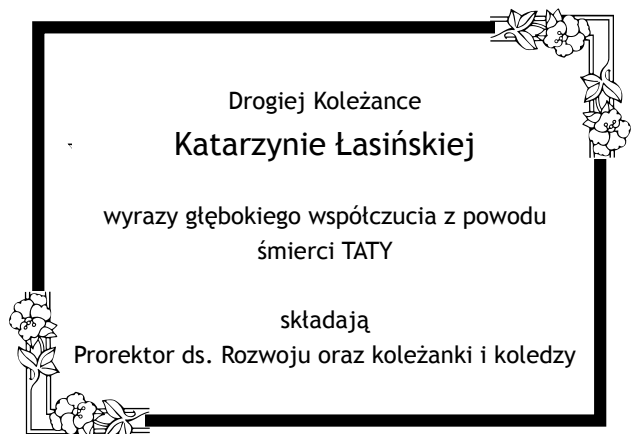 Drogiej Koleżance
Katarzynie Łasińskiej
wyrazy głębokiego współczucia z powodu
śmierci TATY
składają
Prorektor ds. Rozwoju oraz koleżanki i koledzy